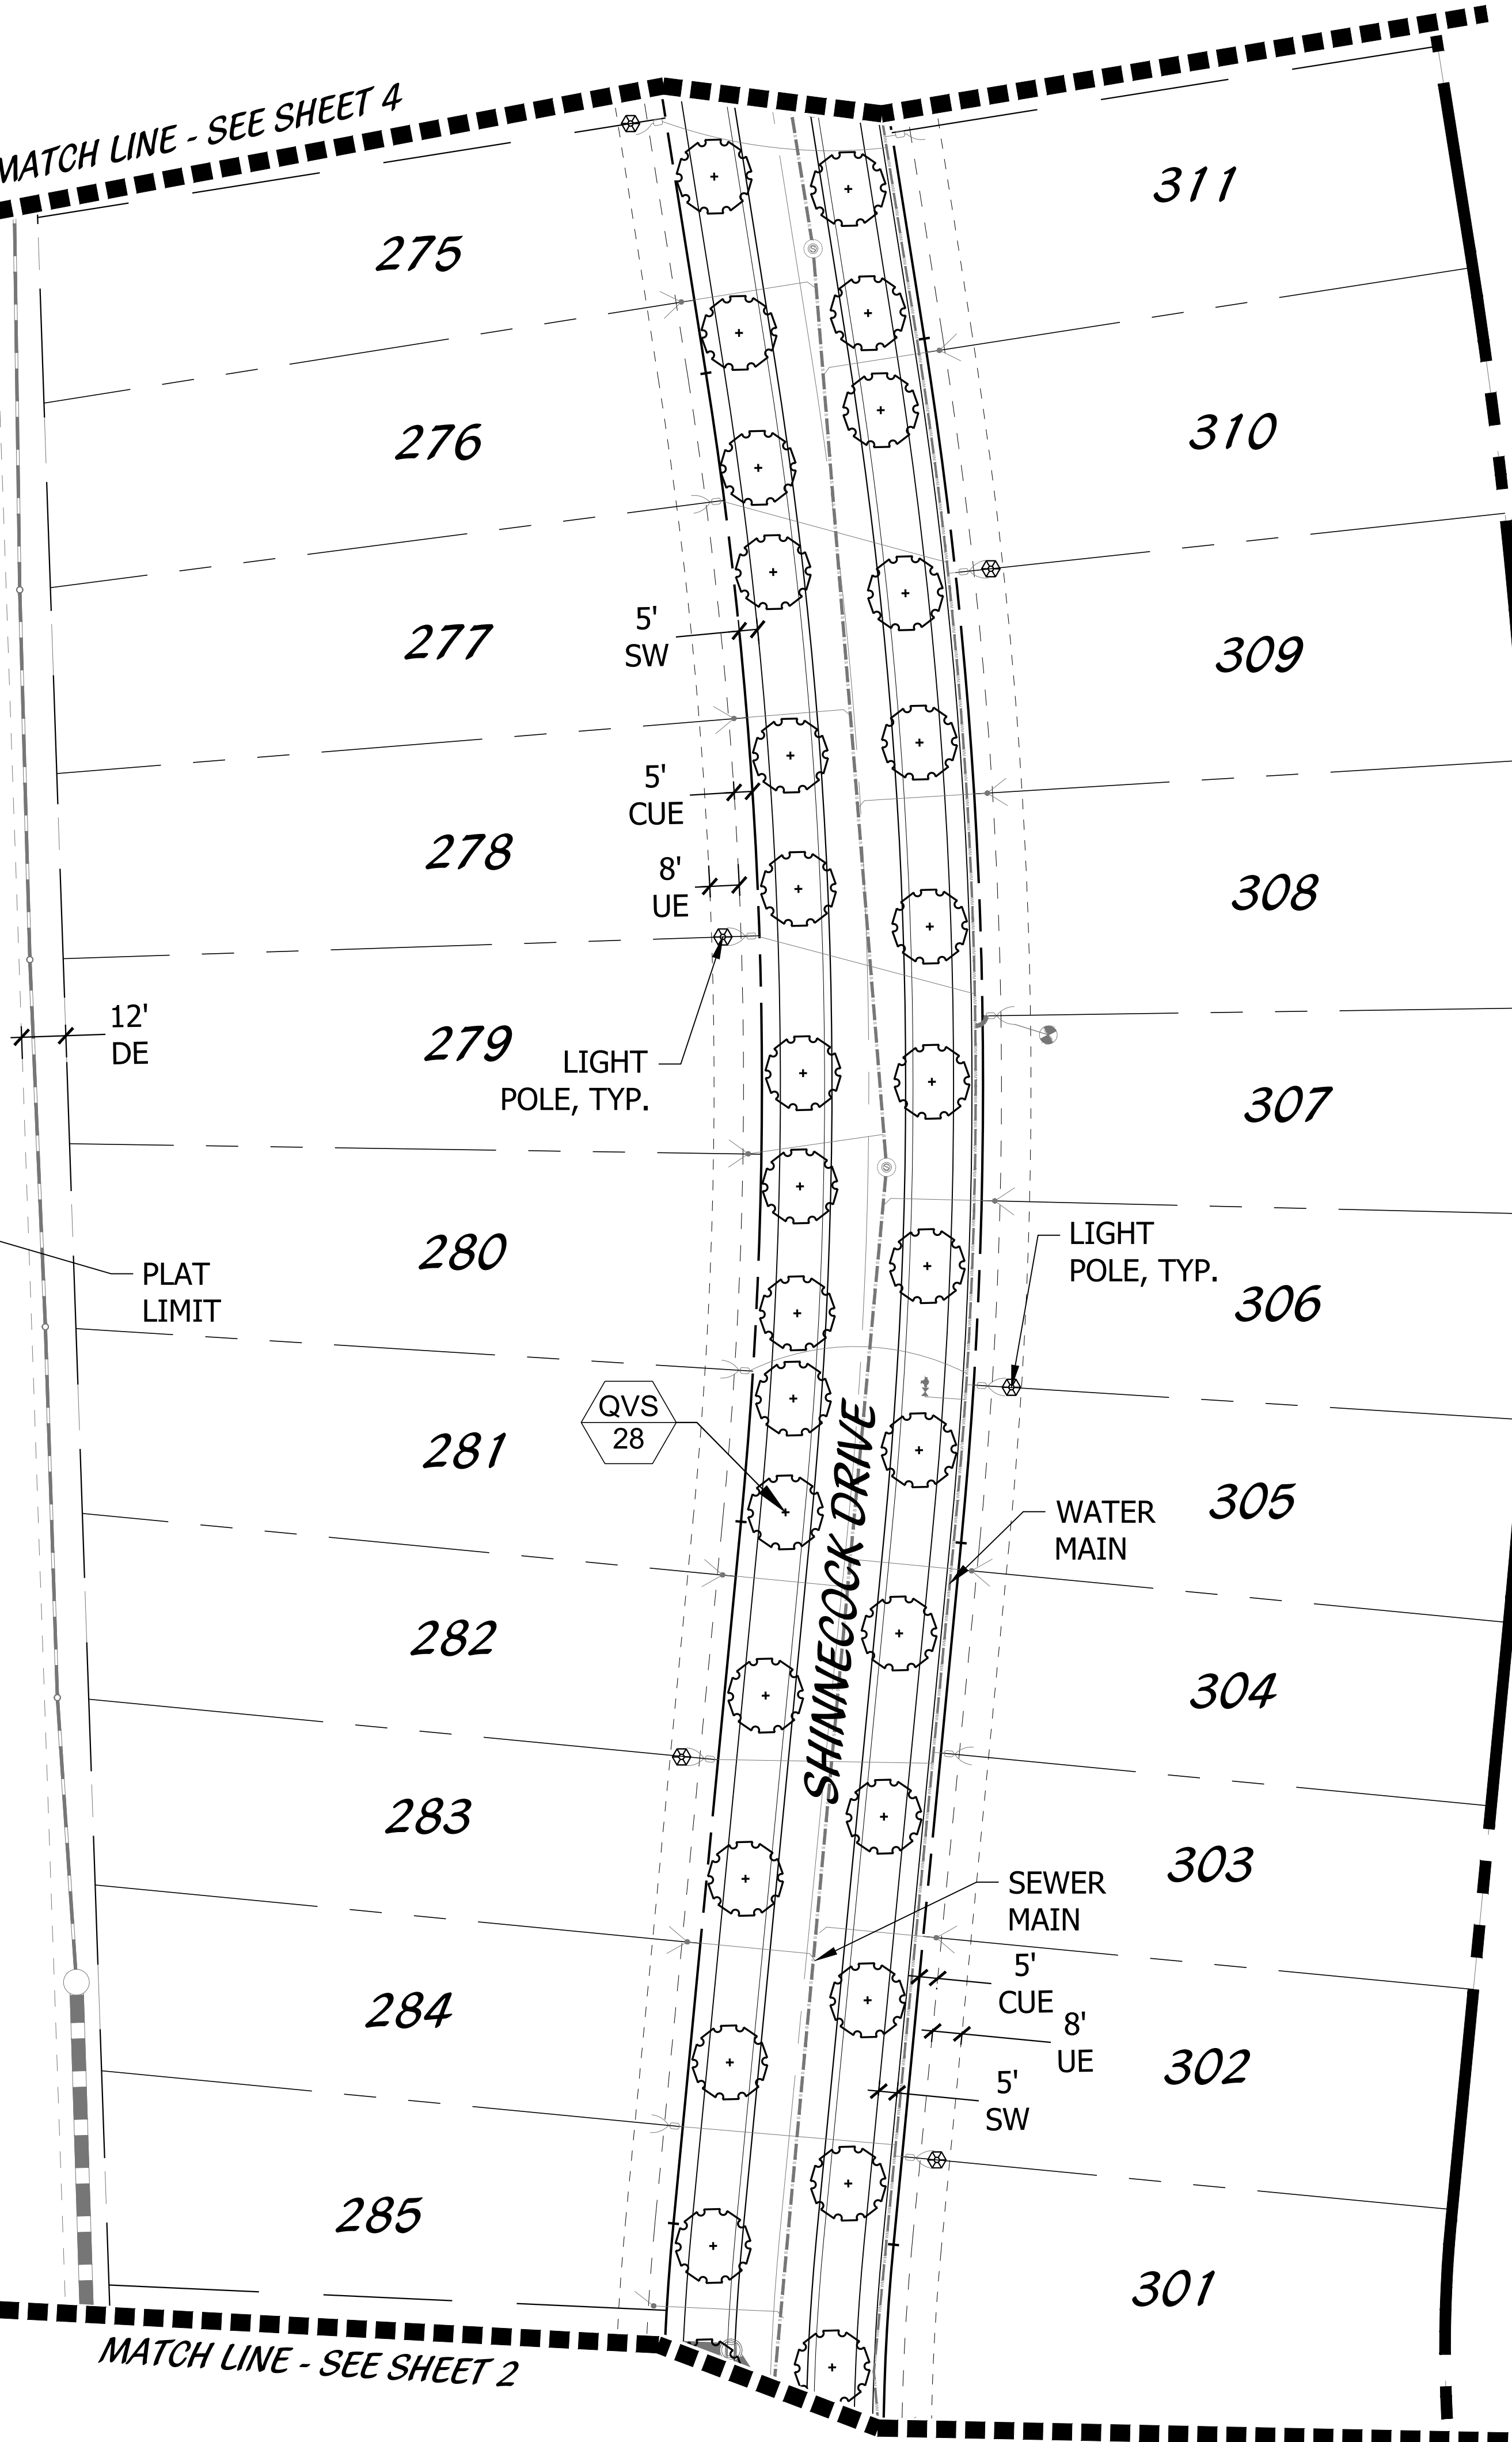 MATCH LINE - SEE SHEET 4
311
275
310
276
5'
SW
277
309
5'
CUE
278
8'
UE
308
12'
DE
279
LIGHT
POLE, TYP.
307
280
LIGHT
POLE, TYP.
PLAT
LIMIT
306
QVS
28
281
SHINNECOCK DRIVE
305
WATER
MAIN
282
304
283
303
SEWER
MAIN
5'
CUE
284
8'
UE
302
5'
SW
285
301
MATCH LINE - SEE SHEET 2